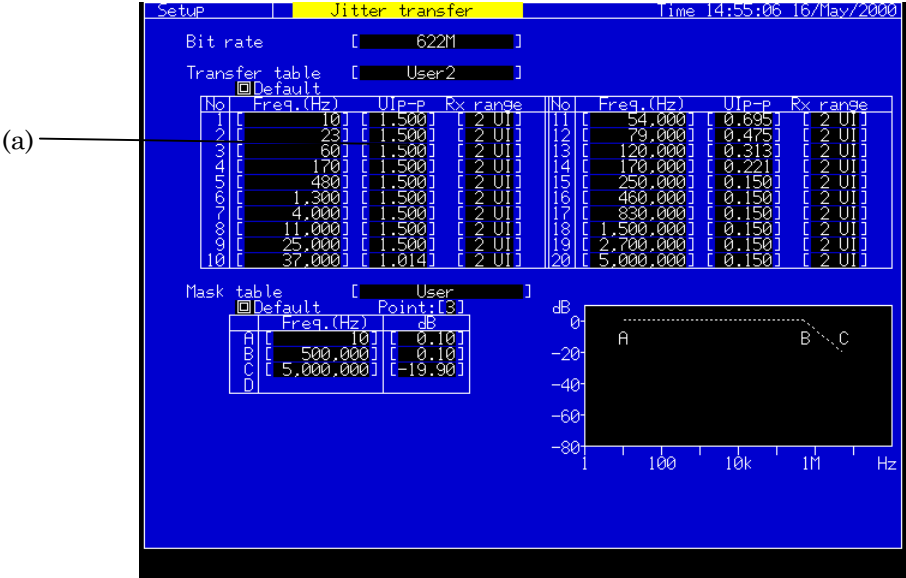 Setup Jitter transfer Time 14:55:06 16/May/2000
Bit rate [ 622M ]
Transfer table [ User2 ]
Default
No Freq.(Hz) UIp-p Rx range No Freq.(Hz) UIp-p Rx range
1 [ 10] [ 1.500] [ 2 UI] 11 [ 54,000] [ 0.695] [ 2 UI]
2 [ 23] [ 1.500] [ 2 UI] 12 [ 79,000] [ 0.475] [ 2 UI]
(a)
3 [ 60] [ 1.500] [ 2 UI] 13 [ 120,000] [ 0.313] [ 2 UI]
4 [ 170] [ 1.500] [ 2 UI] 14 [ 170,000] [ 0.221] [ 2 UI]
5 [ 480] [ 1.500] [ 2 UI] 15 [ 250,000] [ 0.150] [ 2 UI]
6 [ 1,300] [ 1.500] [ 2 UI] 16 [ 460,000] [ 0.150] [ 2 UI]
7 [ 4,000] [ 1.500] [ 2 UI] 17 [ 830,000] [ 0.150] [ 2 UI]
8 [ 11,000] [ 1.500] [ 2 UI] 18 [ 1,500,000] [ 0.150] [ 2 UI]
9 [ 25,000] [ 1.500] [ 2 UI] 19 [ 2,700,000] [ 0.150] [ 2 UI]
10 [ 37,000] [ 1.014] [ 2 UI] 20 [ 5,000,000] [ 0.150] [ 2 UI]
Mask table [ User ]
Default Point:[3]
Freq.(Hz) dB
A [ 10] [ 0.10]
B [ 500,000] [ 0.10]
C [ 5,000,000] [-19.90]
D
dB
0
A B C
-20
-40
-60
-80
1 100 10k 1M Hz